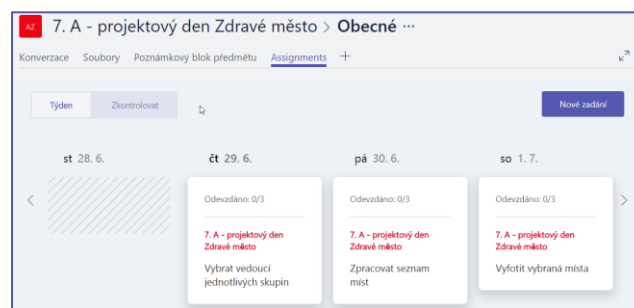 AZ 7. A - projektový den Zdravé město > Obecné ···
Konverzace Soubory Poznámkový blok předmětu Assignments +
Týden Zkontrolovat Nové zadání
st 28. 6. čt 29. 6. pá 30. 6. so 1. 7.
Odevzdáno: 0/3 Odevzdáno: 0/3 Odevzdáno: 0/3
7. A - projektový den 7. A - projektový den 7. A - projektový den
Zdravé město Zdravé město Zdravé město
Vybrat vedoucí Zpracovat seznam Vyfotit vybraná místa
jednotlivých skupin míst